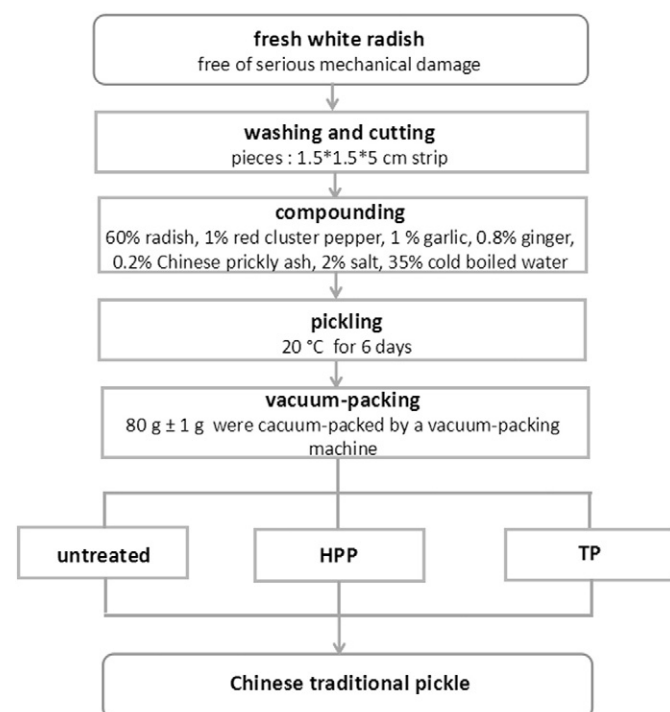 fresh white radish
free of serious mechanical damage
washing and cutting
pieces : 1.5*1.5*5 cm strip
compounding
60% radish, 1% red cluster pepper, 1 % garlic, 0.8% ginger,
0.2% Chinese prickly ash, 2% salt, 35% cold boiled water
pickling
20 °C for 6 days
vacuum-packing
80 g ± 1 g were cacuum-packed by a vacuum-packing
machine
untreated
HPP
TP
Chinese traditional pickle